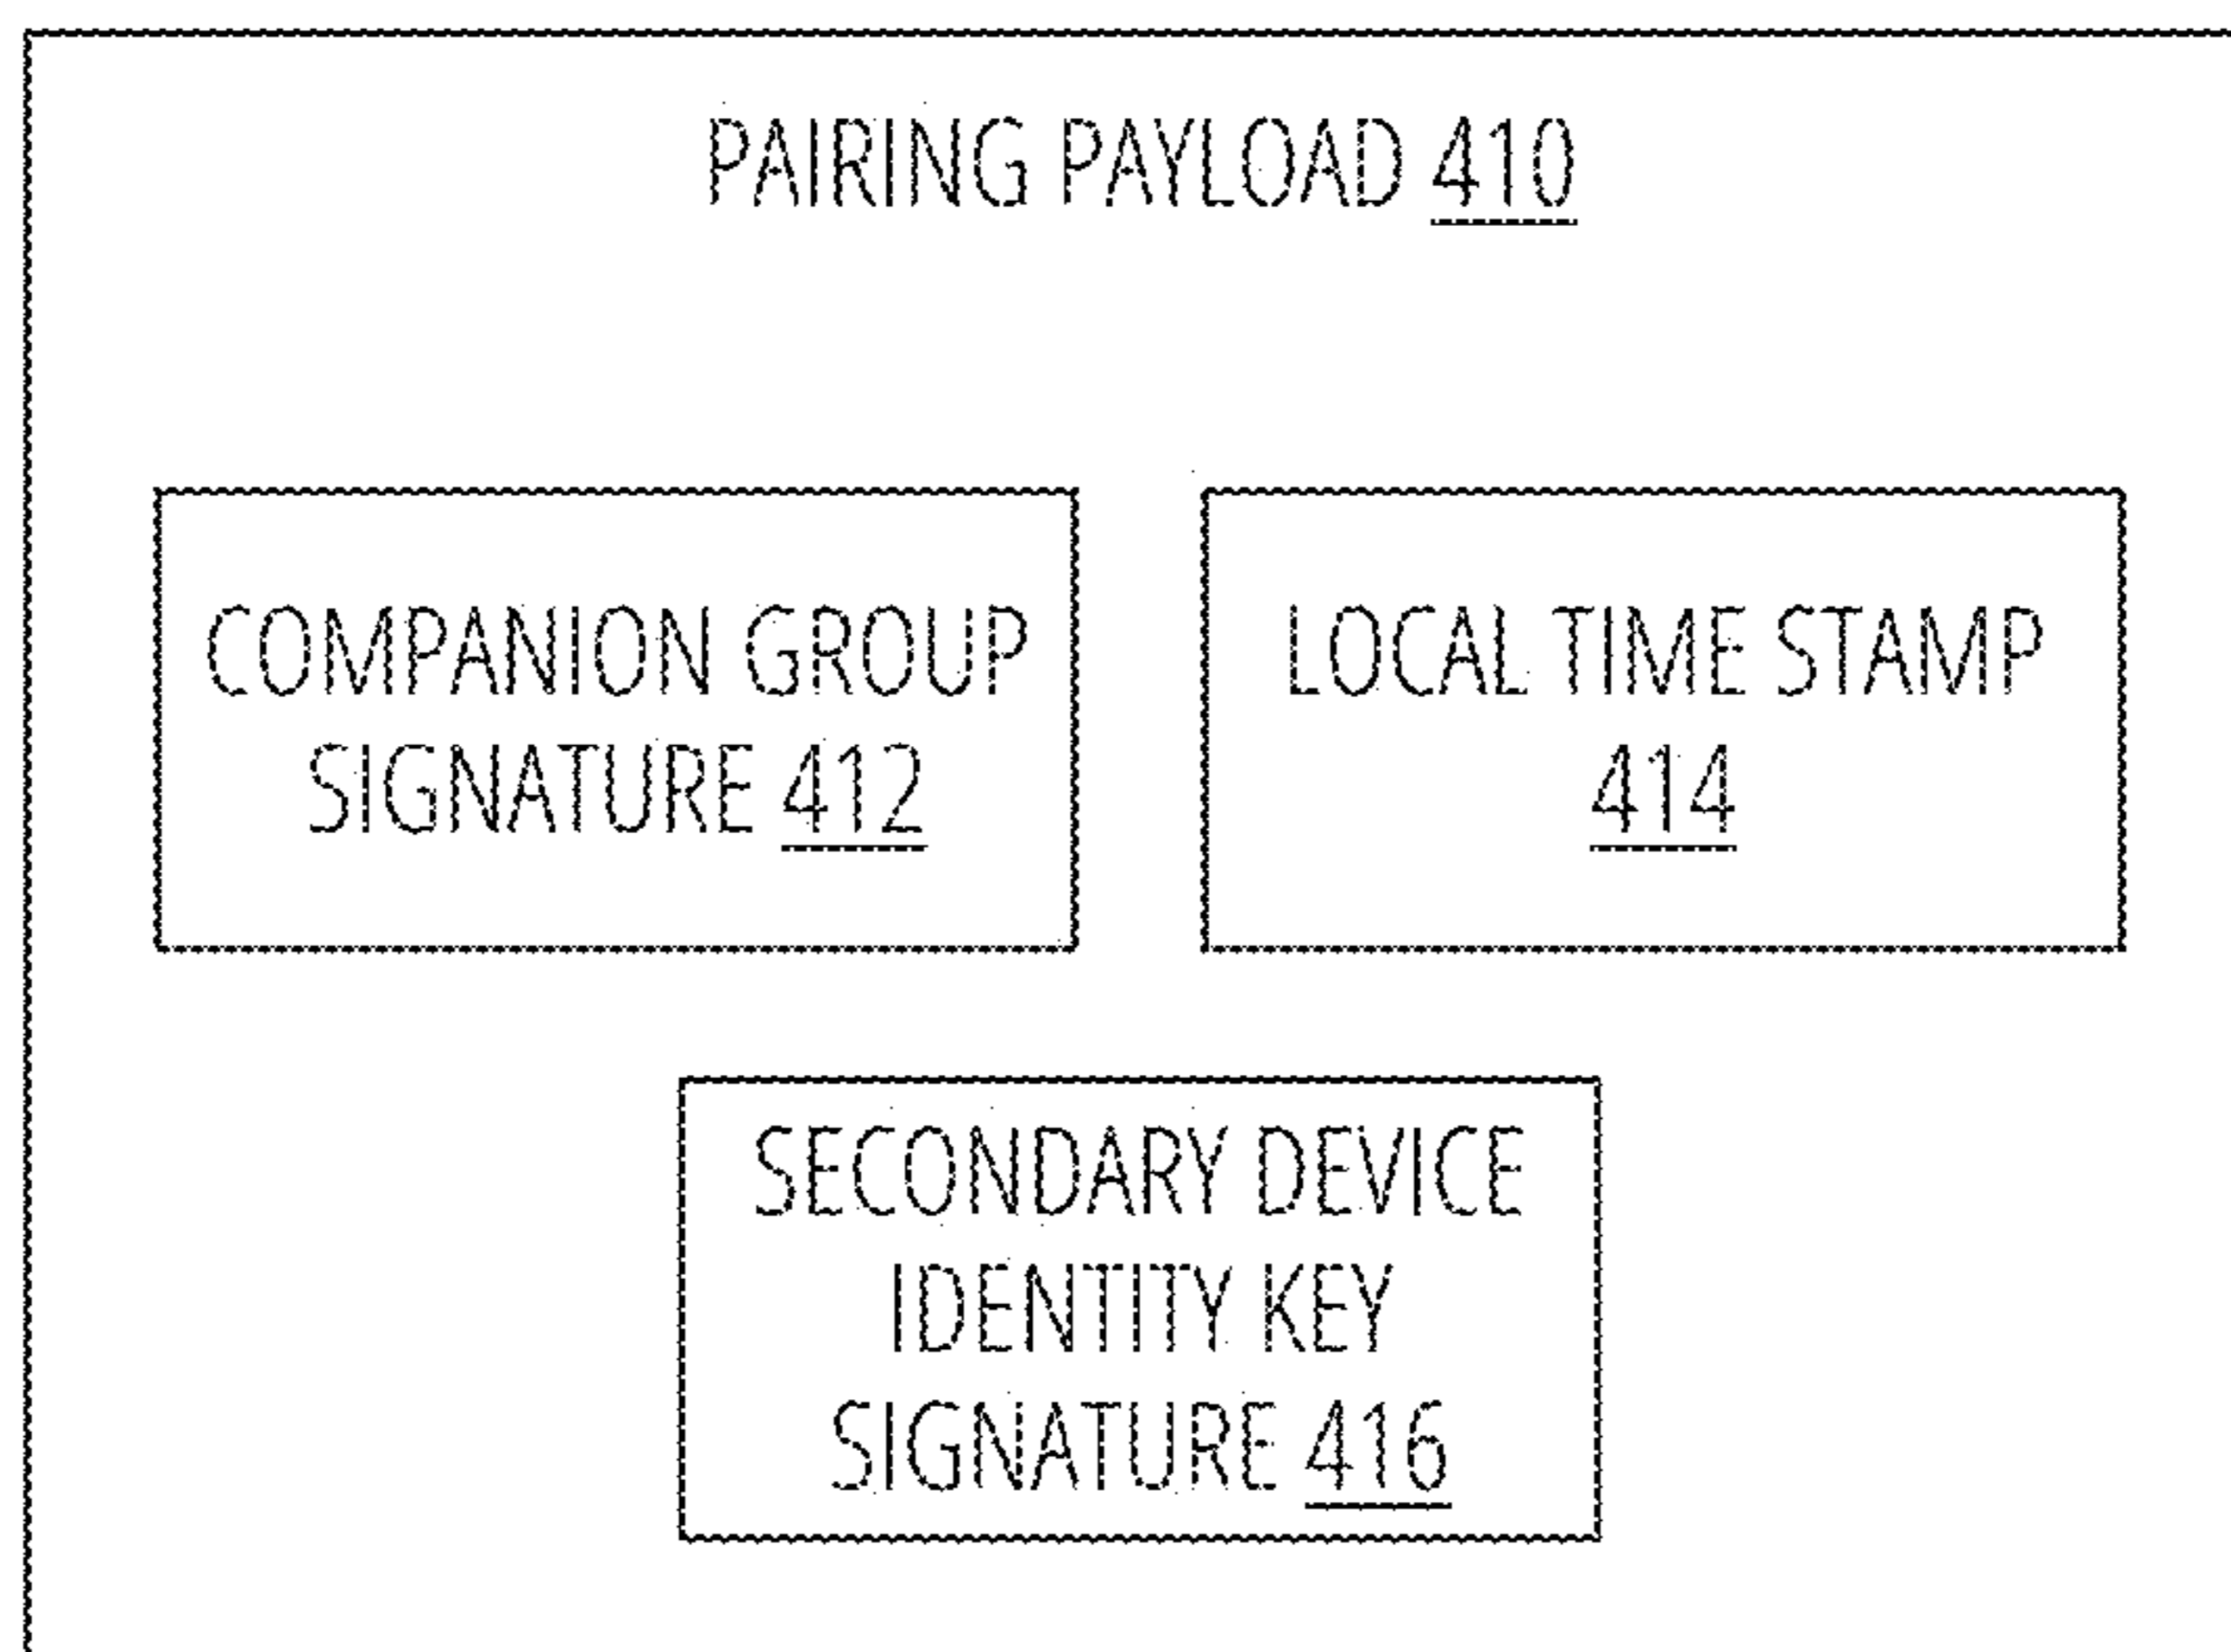 PAIRING PAYLOAD 410
COMPANION GROUP
SIGNATURE 412
LOCAL TIME STAMP
414
SECONDARY DEVICE
IDENTITY KEY
SIGNATURE 416